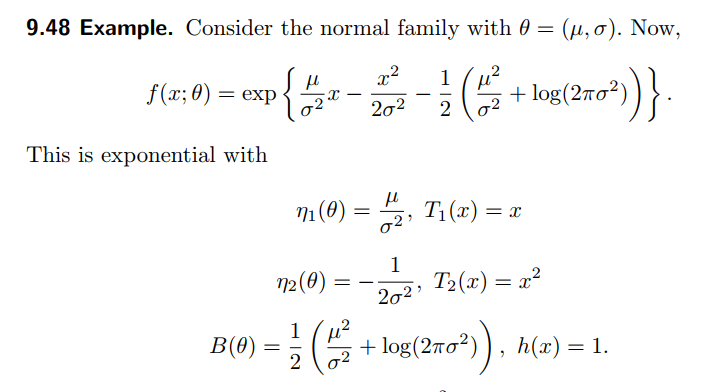 9.48 Example. Consider the normal family with θ = (μ, σ). Now,
f(x; θ) = exp { μ/σ² x − x²/2σ² − 1/2 ( μ²/σ² + log(2πσ²) ) } .
This is exponential with
η₁(θ) = μ/σ² , T₁(x) = x
η₂(θ) = − 1/2σ² , T₂(x) = x²
B(θ) = 1/2 ( μ²/σ² + log(2πσ²) ) , h(x) = 1.